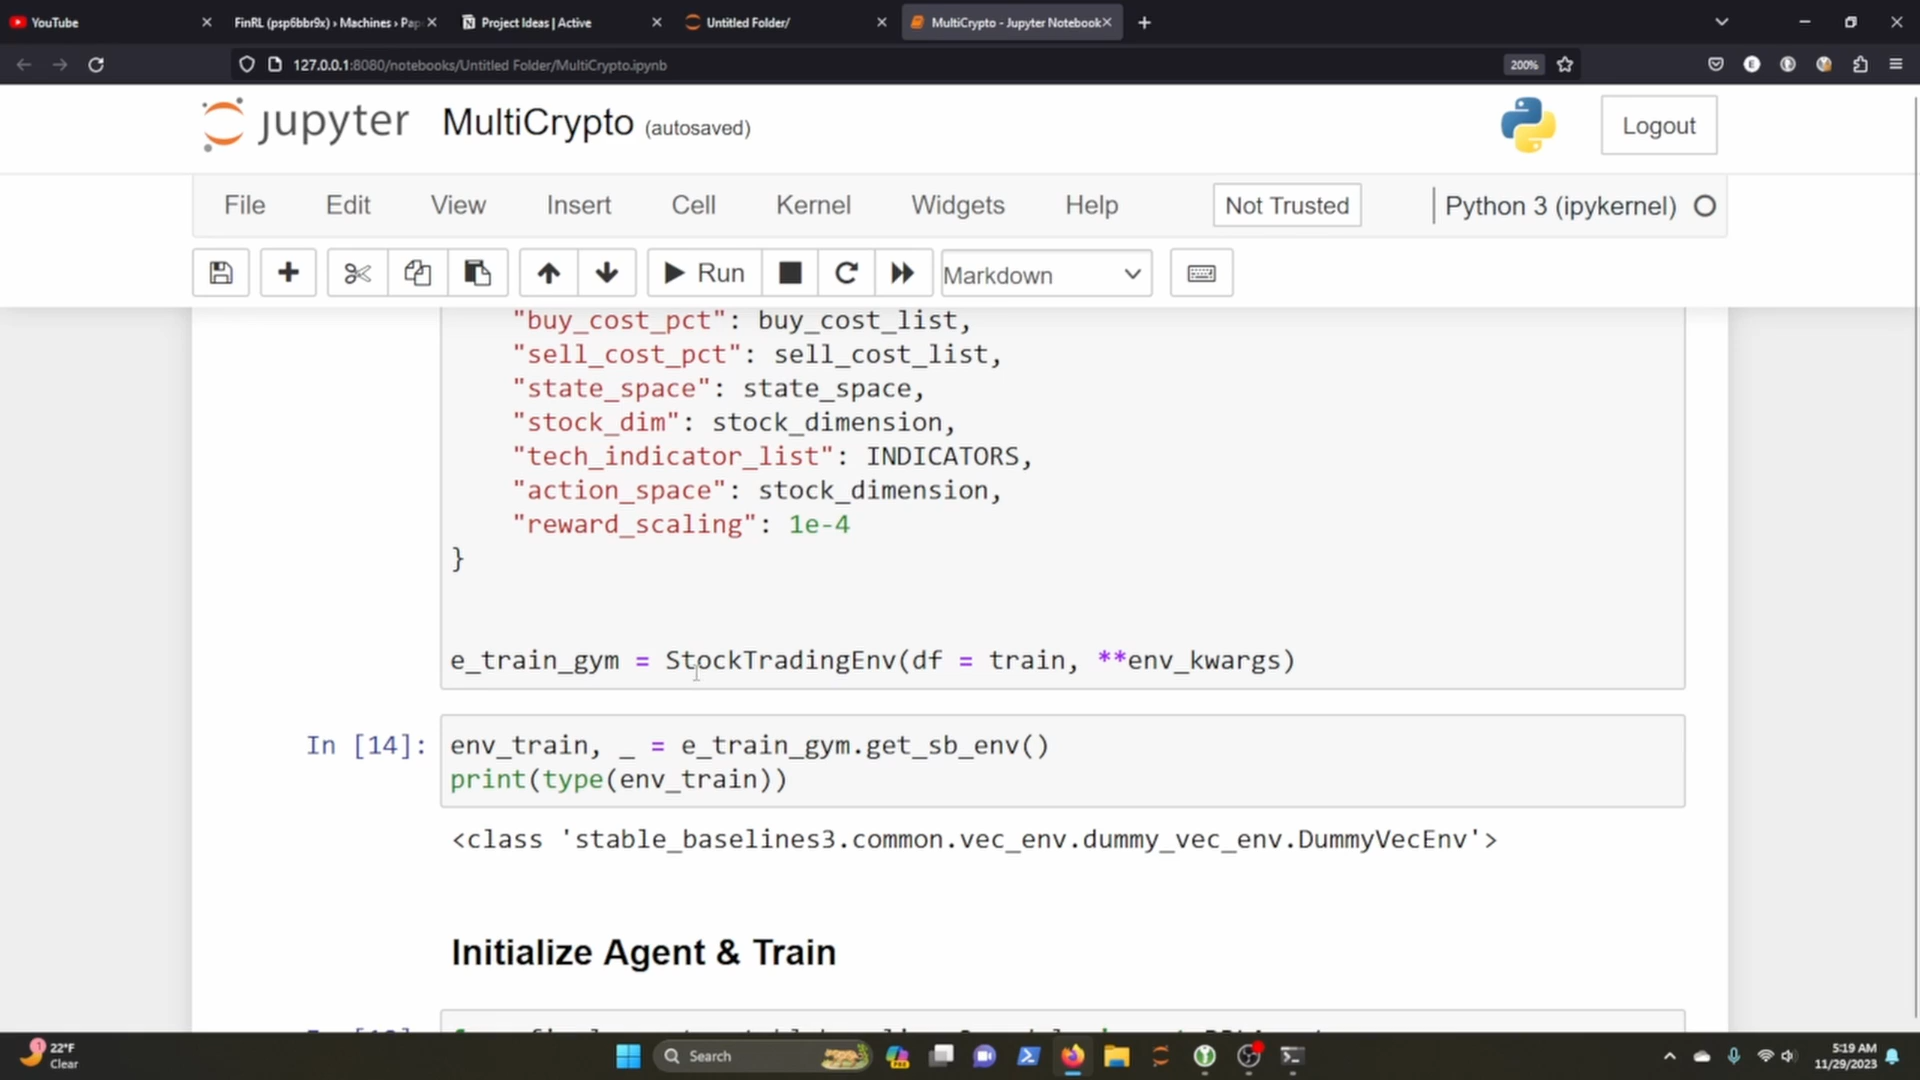 YouTube
FinRL (psp6bbr9x) › Machines › Pap
Project Ideas | Active
Untitled Folder/
MultiCrypto - Jupyter Notebook
127.0.0.1:8080/notebooks/Untitled Folder/MultiCrypto.ipynb
200%
jupyter
MultiCrypto (autosaved)
Logout
File
Edit
View
Insert
Cell
Kernel
Widgets
Help
Not Trusted
Python 3 (ipykernel)
Run
Markdown
"buy_cost_pct": buy_cost_list,
"sell_cost_pct": sell_cost_list,
"state_space": state_space,
"stock_dim": stock_dimension,
"tech_indicator_list": INDICATORS,
"action_space": stock_dimension,
"reward_scaling": 1e-4
}
e_train_gym = StockTradingEnv(df = train, **env_kwargs)
In [14]:
env_train, _ = e_train_gym.get_sb_env()
print(type(env_train))
<class 'stable_baselines3.common.vec_env.dummy_vec_env.DummyVecEnv'>
Initialize Agent & Train
22°F
Clear
Search
5:19 AM
11/29/2023